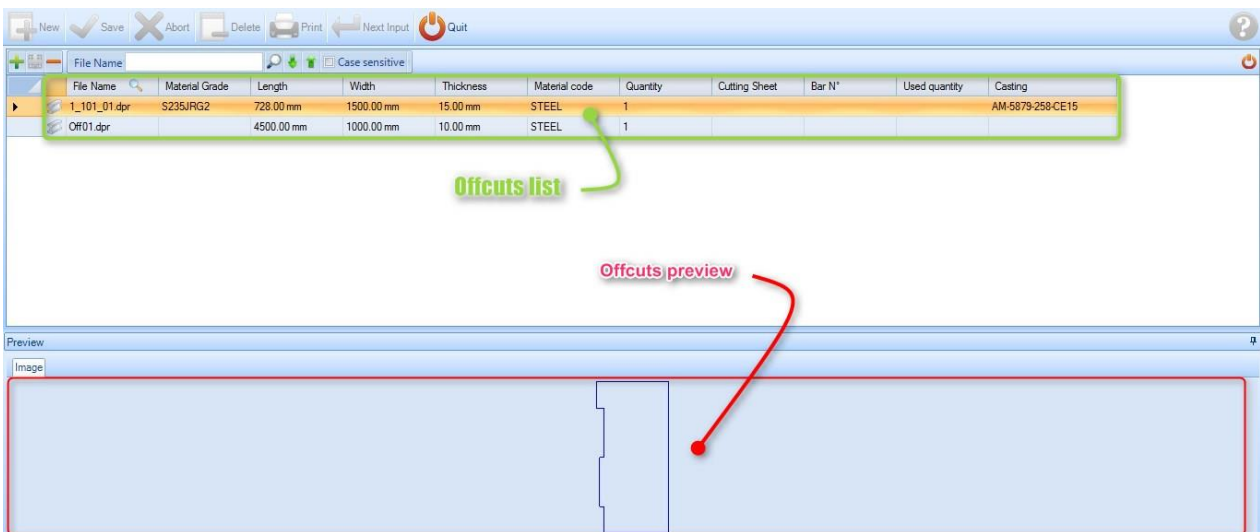 New Save Abort Delete Print Next Input Quit
File Name Case sensitive
File Name Material Grade Length Width Thickness Material code Quantity Cutting Sheet Bar N° Used quantity Casting
1_101_01.dpr S235JRG2 728.00 mm 1500.00 mm 15.00 mm STEEL 1 AM-5879-258-CE15
Off01.dpr 4500.00 mm 1000.00 mm 10.00 mm STEEL 1
Offcuts list
Offcuts preview
Preview
Image